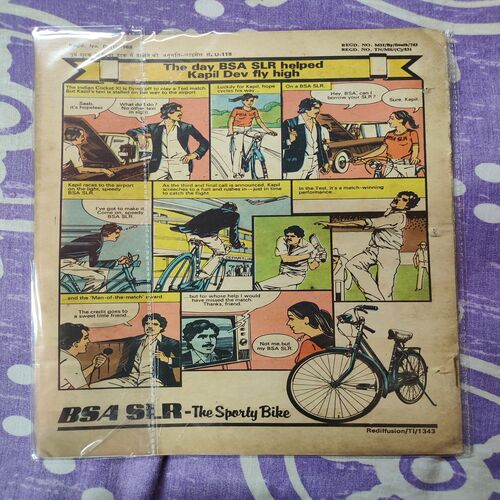 REGD. NO. MH/By/South/743
REGD. NO. TN/MS/(C)/851
The day BSA SLR helped
Kapil Dev fly high
The Indian Cricket XI is flying off to play a Test match.
But Kapil's taxi is stalled on the way to the airport
Saab,
it's hopeless
What do I do?
No other taxi
in sight.
Luckily for Kapil, hope
cycles his way
On a BSA SLR.
Hey, BSA, can I
borrow your SLR?
Sure, Kapil.
Kapil races to the airport
on the light, speedy
BSA SLR.
I've got to make it.
Come on, speedy
BSA SLR.
As the third and final call is announced, Kapil
screeches to a halt and rushes in – just in time
to catch the flight.
In the Test, it's a match-winning
performance...
and the 'Man-of-the-match' award.
The credit goes to
a sweet little friend...
but for whose help I would
have missed the match.
Thanks, friend.
Not me, but
my BSA SLR.
BSA SLR - The Sporty Bike
Rediffusion/TI/1343